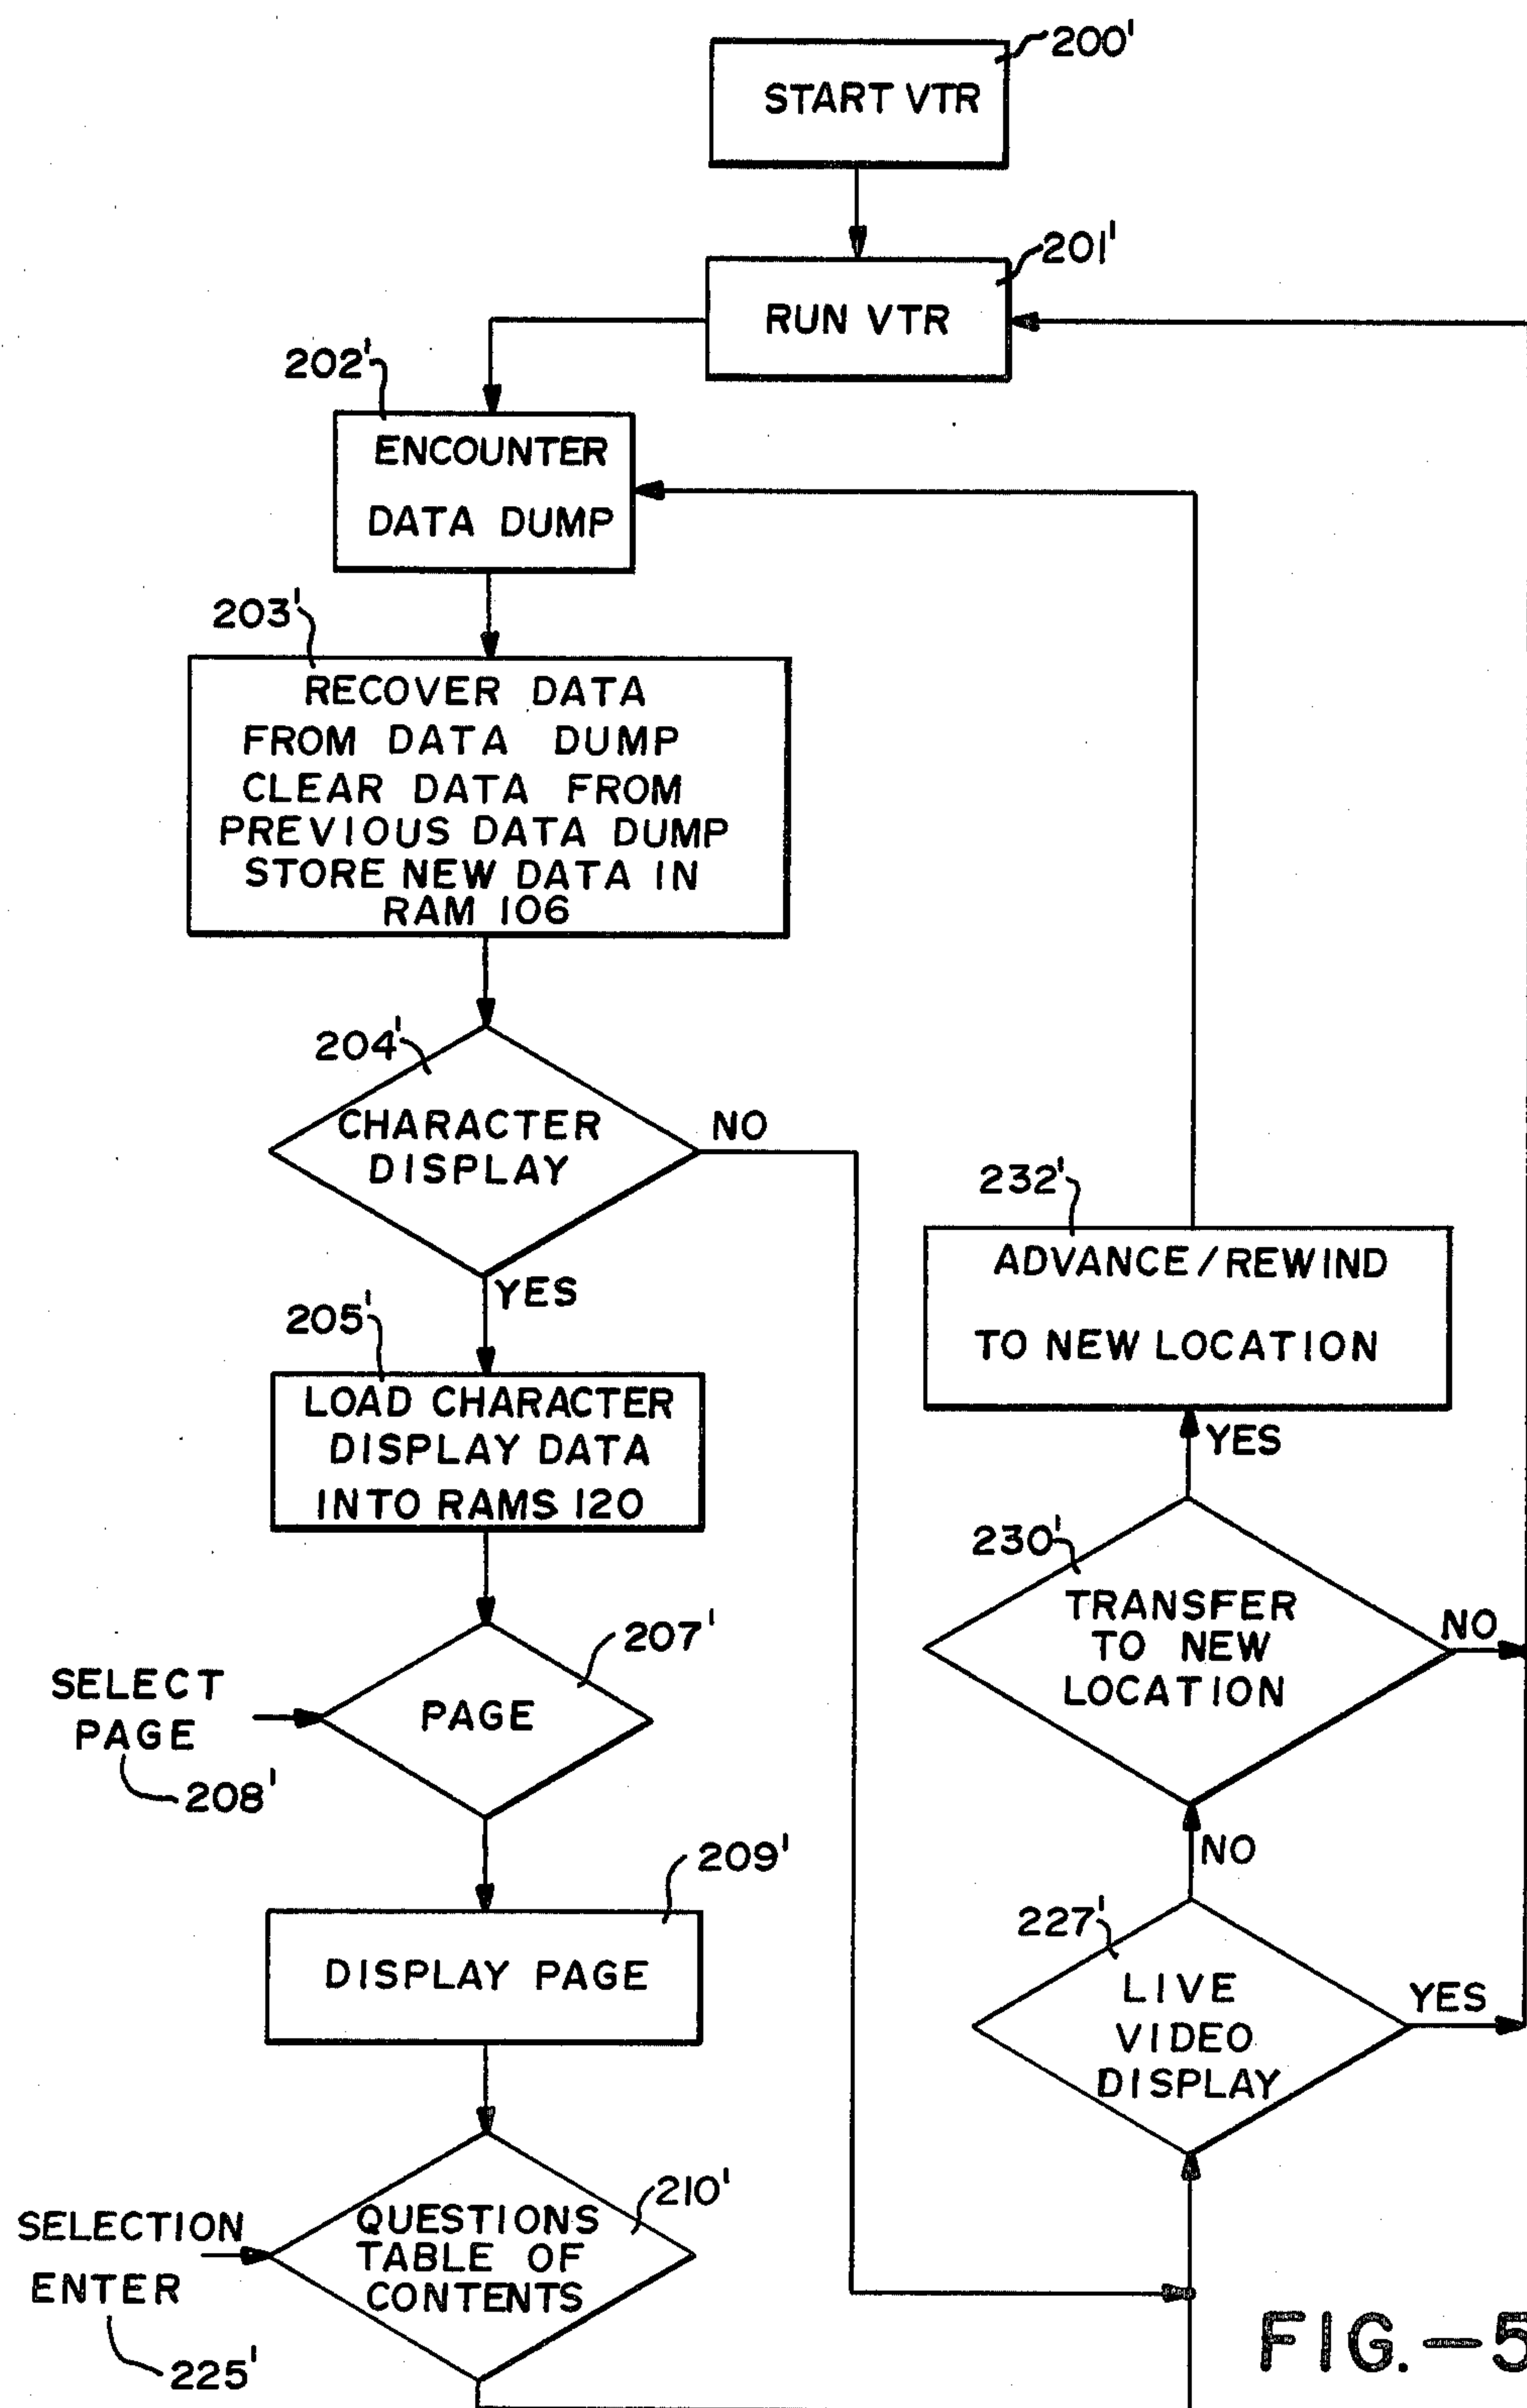 200'
START VTR
201'
RUN VTR
202'
ENCOUNTER
DATA DUMP
203'
RECOVER DATA
FROM DATA DUMP
CLEAR DATA FROM
PREVIOUS DATA DUMP
STORE NEW DATA IN
RAM 106
204'
CHARACTER
DISPLAY
NO
YES
205'
LOAD CHARACTER
DISPLAY DATA
INTO RAMS 120
207'
PAGE
SELECT
PAGE
208'
209'
DISPLAY PAGE
210'
QUESTIONS
TABLE OF
CONTENTS
SELECTION
ENTER
225'
232'
ADVANCE/REWIND
TO NEW LOCATION
YES
230'
TRANSFER
TO NEW
LOCATION
NO
NO
227'
LIVE
VIDEO
DISPLAY
YES
FIG.-5